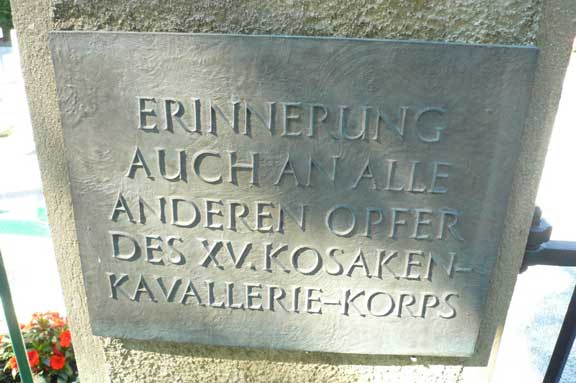 ERINNERUNG
AUCH AN ALLE
ANDEREN OPFER
DES XV. KOSAKEN-
KAVALLERIE-KORPS